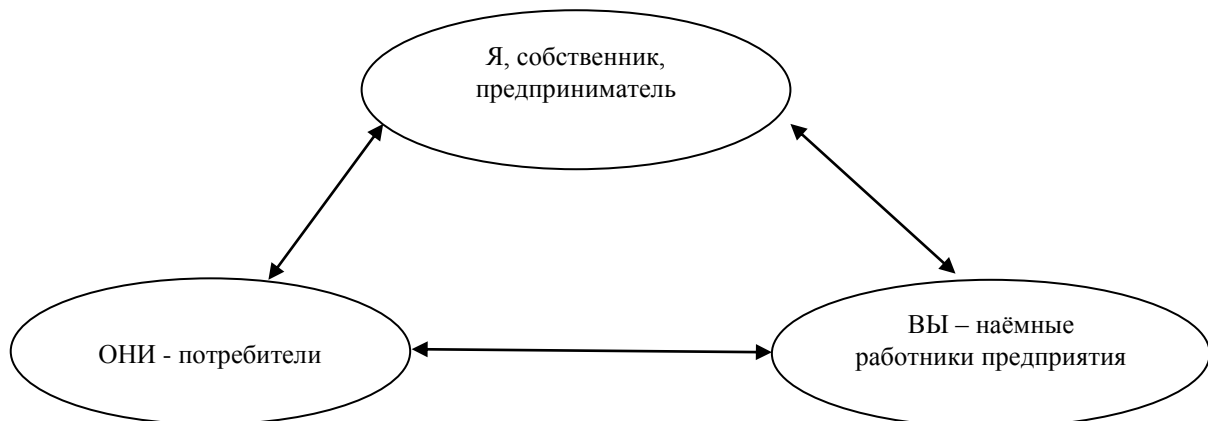 Я, собственник,
предприниматель
ОНИ - потребители
ВЫ – наёмные
работники предприятия